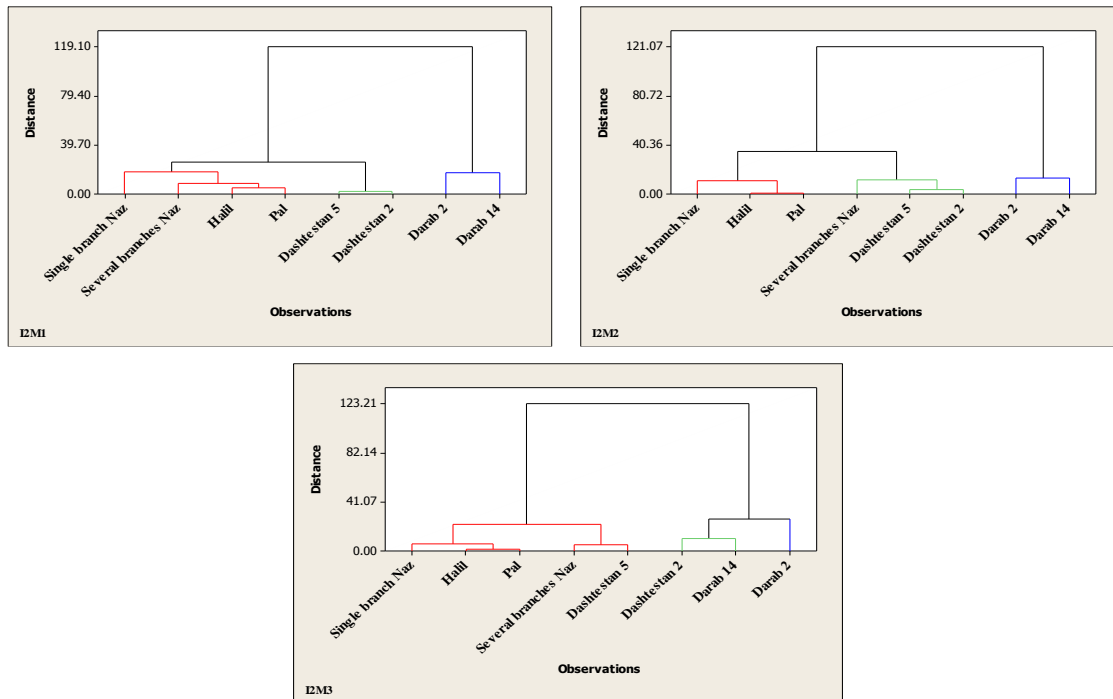 119.10
79.40
39.70
0.00
Distance
Single branch Naz
Several branches Naz
Halil
Pal
Dashtestan 5
Dashtestan 2
Darab 2
Darab 14
Observations
I2M1
121.07
80.72
40.36
0.00
Distance
Single branch Naz
Halil
Pal
Several branches Naz
Dashtestan 5
Dashtestan 2
Darab 2
Darab 14
Observations
I2M2
123.21
82.14
41.07
0.00
Distance
Single branch Naz
Halil
Pal
Several branches Naz
Dashtestan 5
Dashtestan 2
Darab 14
Darab 2
Observations
I2M3